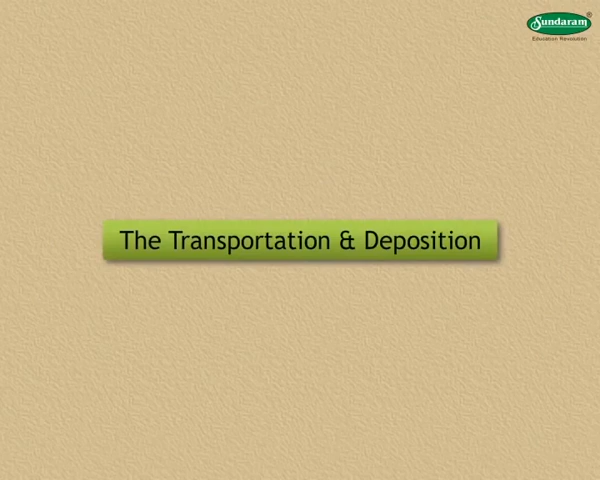 Sundaram®
Education Revolution
The Transportation & Deposition